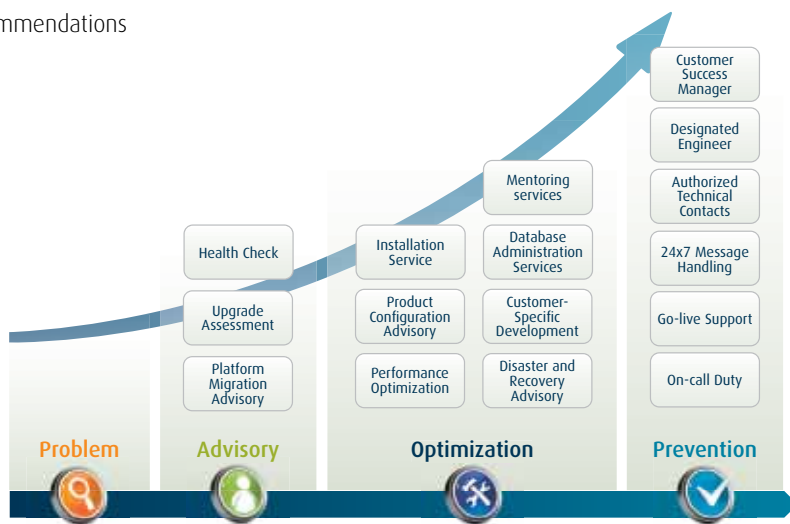 mmendations
Customer
Success
Manager
Designated
Engineer
Authorized
Technical
Contacts
24x7 Message
Handling
Go-live Support
On-call Duty
Mentoring
services
Database
Administration
Services
Customer-
Specific
Development
Disaster and
Recovery
Advisory
Installation
Service
Product
Configuration
Advisory
Performance
Optimization
Health Check
Upgrade
Assessment
Platform
Migration
Advisory
Problem
Advisory
Optimization
Prevention